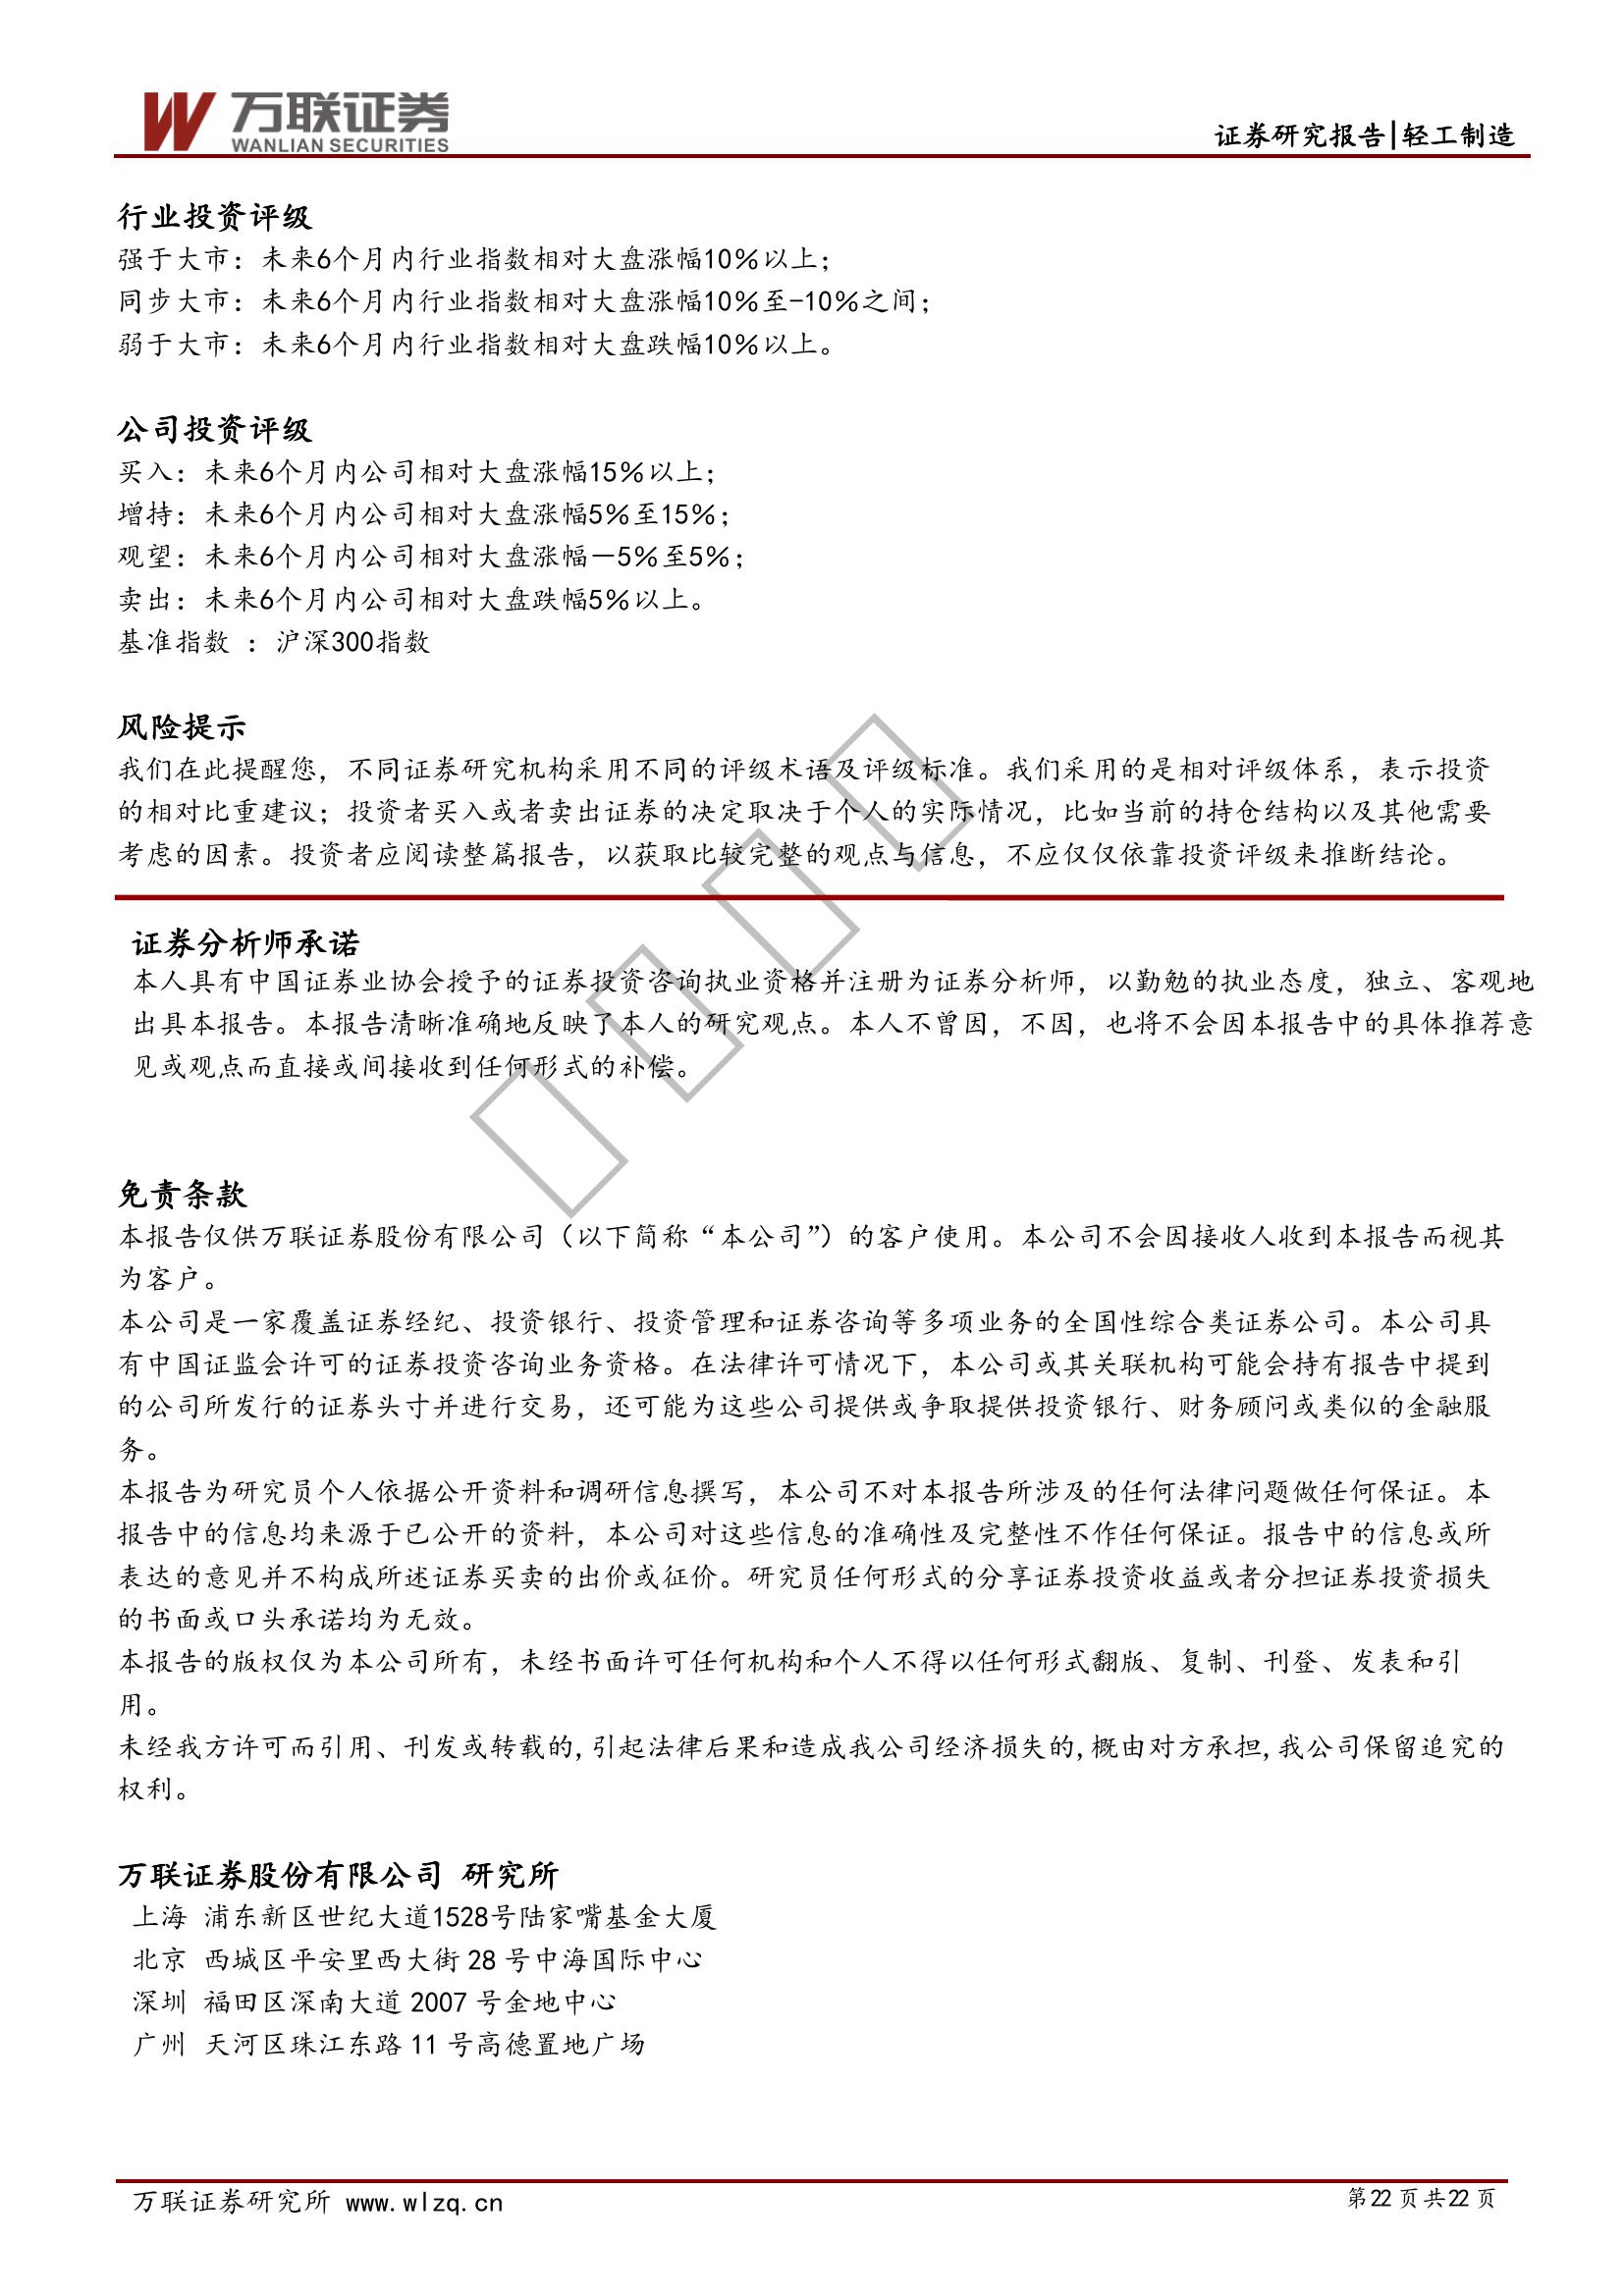 万联证券
WANLIAN SECURITIES
证券研究报告|轻工制造
行业投资评级
强于大市：未来6个月内行业指数相对大盘涨幅10％以上；
同步大市：未来6个月内行业指数相对大盘涨幅10％至-10％之间；
弱于大市：未来6个月内行业指数相对大盘跌幅10％以上。
公司投资评级
买入：未来6个月内公司相对大盘涨幅15％以上；
增持：未来6个月内公司相对大盘涨幅5％至15％；
观望：未来6个月内公司相对大盘涨幅－5％至5％；
卖出：未来6个月内公司相对大盘跌幅5％以上。
基准指数 ：沪深300指数
风险提示
我们在此提醒您，不同证券研究机构采用不同的评级术语及评级标准。我们采用的是相对评级体系，表示投资
的相对比重建议；投资者买入或者卖出证券的决定取决于个人的实际情况，比如当前的持仓结构以及其他需要
考虑的因素。投资者应阅读整篇报告，以获取比较完整的观点与信息，不应仅仅依靠投资评级来推断结论。
证券分析师承诺
本人具有中国证券业协会授予的证券投资咨询执业资格并注册为证券分析师，以勤勉的执业态度，独立、客观地
出具本报告。本报告清晰准确地反映了本人的研究观点。本人不曾因，不因，也将不会因本报告中的具体推荐意
见或观点而直接或间接收到任何形式的补偿。
免责条款
本报告仅供万联证券股份有限公司（以下简称“本公司”）的客户使用。本公司不会因接收人收到本报告而视其
为客户。
本公司是一家覆盖证券经纪、投资银行、投资管理和证券咨询等多项业务的全国性综合类证券公司。本公司具
有中国证监会许可的证券投资咨询业务资格。在法律许可情况下，本公司或其关联机构可能会持有报告中提到
的公司所发行的证券头寸并进行交易，还可能为这些公司提供或争取提供投资银行、财务顾问或类似的金融服
务。
本报告为研究员个人依据公开资料和调研信息撰写，本公司不对本报告所涉及的任何法律问题做任何保证。本
报告中的信息均来源于已公开的资料，本公司对这些信息的准确性及完整性不作任何保证。报告中的信息或所
表达的意见并不构成所述证券买卖的出价或征价。研究员任何形式的分享证券投资收益或者分担证券投资损失
的书面或口头承诺均为无效。
本报告的版权仅为本公司所有，未经书面许可任何机构和个人不得以任何形式翻版、复制、刊登、发表和引
用。
未经我方许可而引用、刊发或转载的,引起法律后果和造成我公司经济损失的,概由对方承担,我公司保留追究的
权利。
万联证券股份有限公司 研究所
上海 浦东新区世纪大道1528号陆家嘴基金大厦
北京 西城区平安里西大街 28 号中海国际中心
深圳 福田区深南大道 2007 号金地中心
广州 天河区珠江东路 11 号高德置地广场
万联证券研究所 www.wlzq.cn
第22 页 共22 页